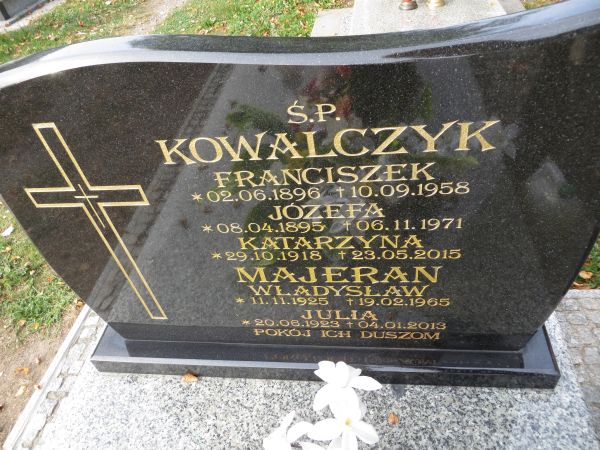 Ś.P.
KOWALCZYK
FRANCISZEK
*02.06.1896 †10.09.1958
JÓZEFA
*08.04.1895 †06.11.1971
KATARZYNA
*29.10.1918 †23.05.2015
MAJERAN
WŁADYSŁAW
*11.11.1925 †19.02.1965
JULIA
*20.06.1923 †04.01.2013
POKÓJ ICH DUSZOM